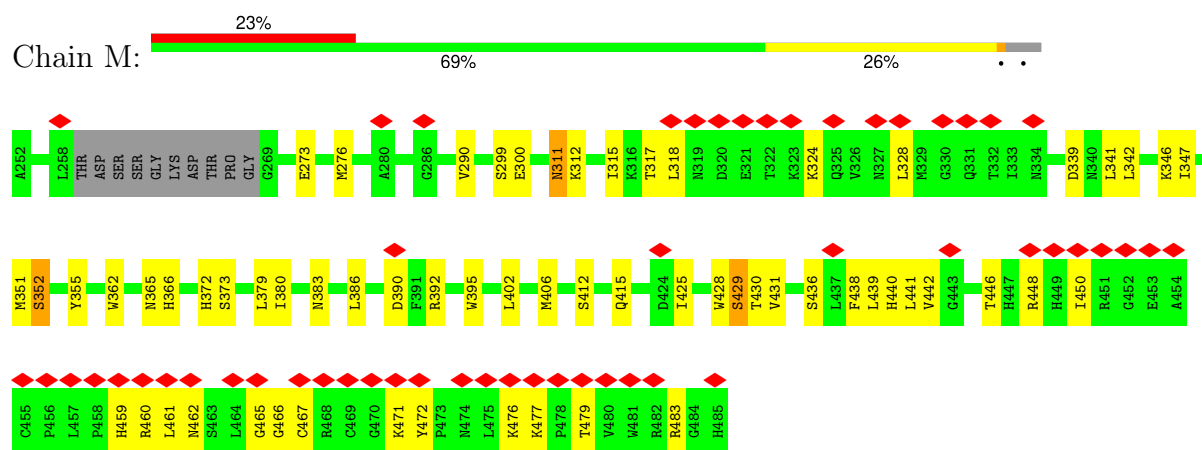 23%
Chain M:
69% 26% • •
A252 L258 THR ASP SER SER GLY LYS ASP THR PRO GLY G269 E273 M276 A280 G286 V290 S299 E300 N311 K312 I315 K316 T317 L318 N319 D320 E321 T322 K323 K324 Q325 V326 N327 L328 M329 G330 Q331 T332 I333 N334 D339 N340 L341 L342 K346 I347
M351 S352 Y355 W362 N365 H366 H372 S373 L379 I380 N383 L386 D390 F391 R392 W395 L402 M406 S412 Q415 D424 I425 W428 S429 T430 V431 S436 L437 F438 L439 H440 L441 V442 G443 T446 H447 R448 H449 I450 R451 G452 E453 A454
C455 P456 L457 P458 H459 R460 L461 N462 S463 L464 G465 G466 C467 R468 C469 G470 K471 Y472 P473 N474 L475 K476 K477 P478 T479 V480 W481 R482 R483 G484 H485